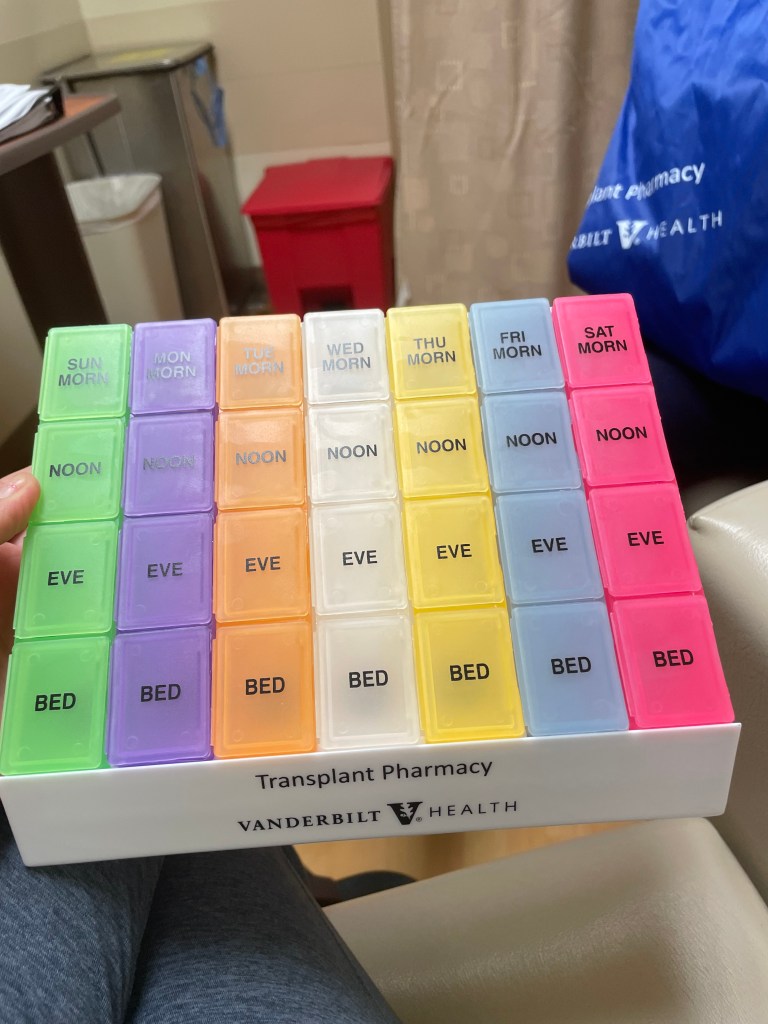 SUN MORN
MON MORN
TUE MORN
WED MORN
THU MORN
FRI MORN
SAT MORN
NOON NOON NOON NOON NOON NOON NOON
EVE EVE EVE EVE EVE EVE EVE
BED BED BED BED BED BED BED
Transplant Pharmacy
VANDERBILT V® HEALTH
Pharmacy
V HEALTH